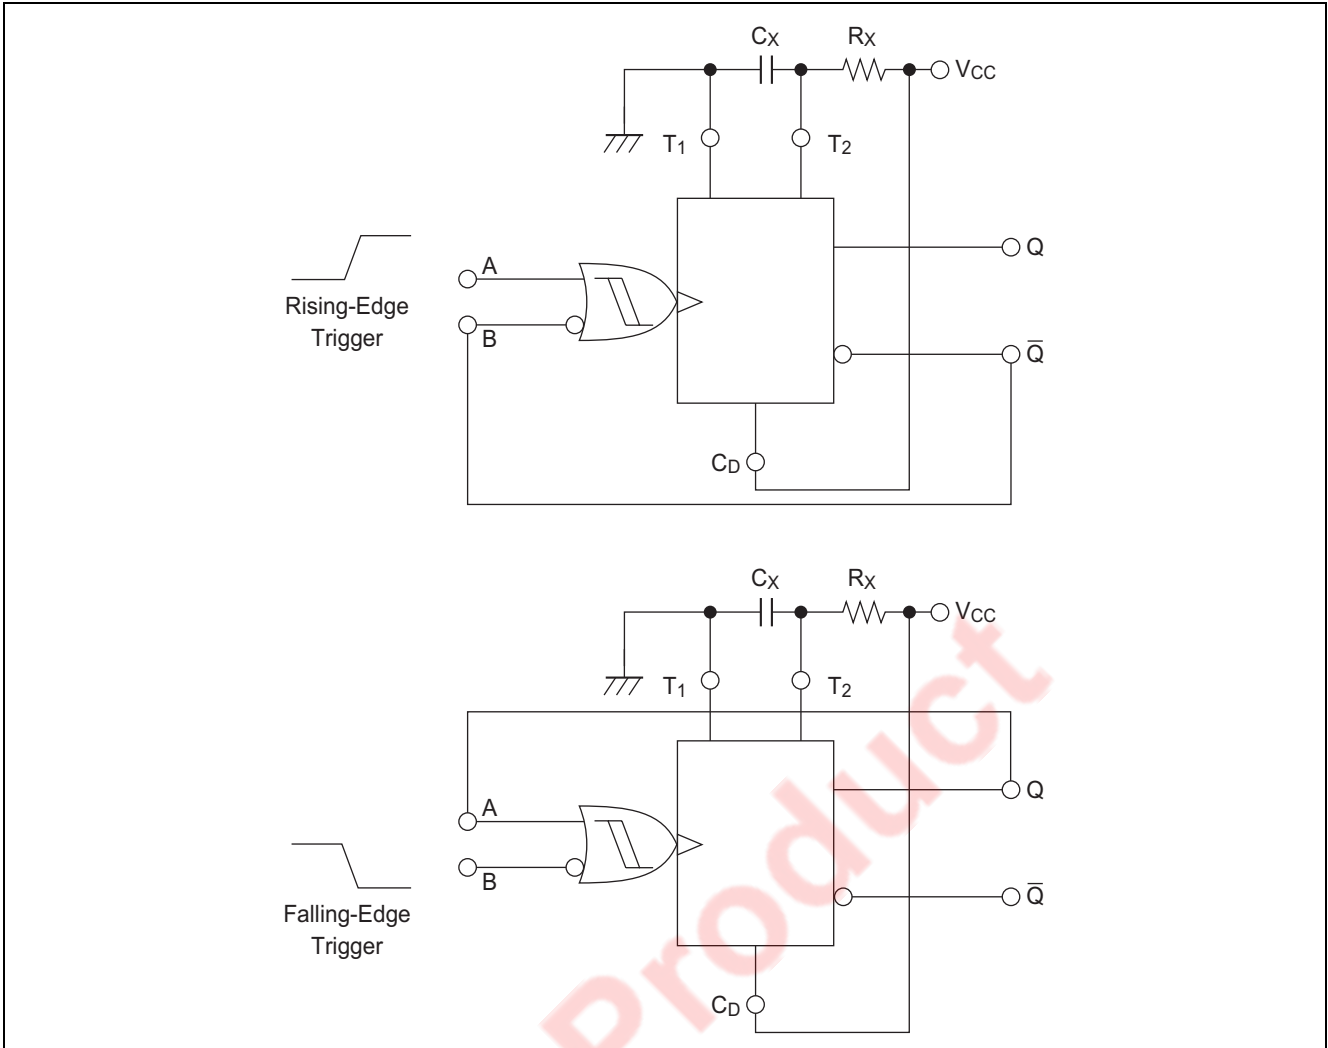 CX RX
VCC
T1 T2
Q
A
Rising-Edge
Trigger
B
Q̅
CD
CX RX
VCC
T1 T2
Q
A
B
Falling-Edge
Trigger
Q̅
CD
Product